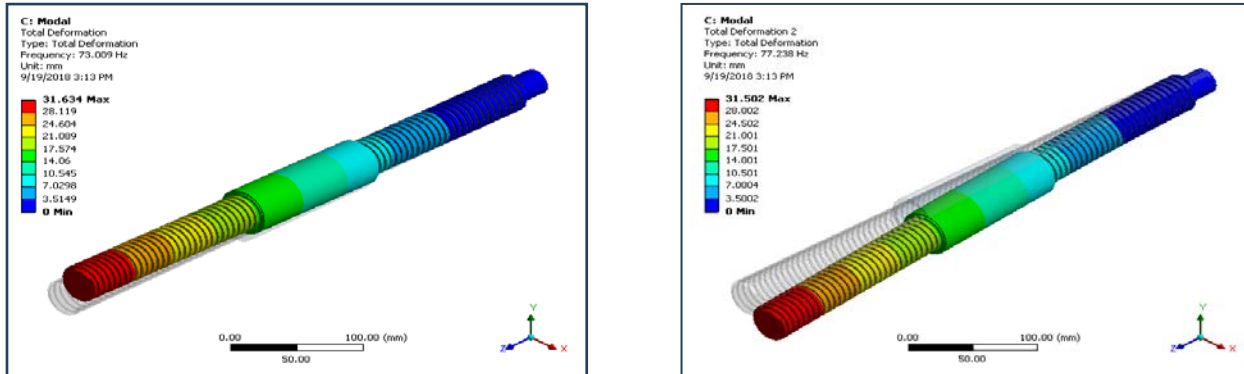 C: Modal
Total Deformation
Type: Total Deformation
Frequency: 73.009 Hz
Unit: mm
9/19/2018 3:13 PM
31.634 Max
28.119
24.604
21.089
17.574
14.06
10.545
7.0298
3.5149
0 Min
0.00
100.00 (mm)
50.00
Y
Z
X
C: Modal
Total Deformation 2
Type: Total Deformation
Frequency: 77.238 Hz
Unit: mm
9/19/2018 3:13 PM
31.502 Max
28.002
24.502
21.001
17.501
14.001
10.501
7.0004
3.5002
0 Min
0.00
100.00 (mm)
50.00
Y
Z
X